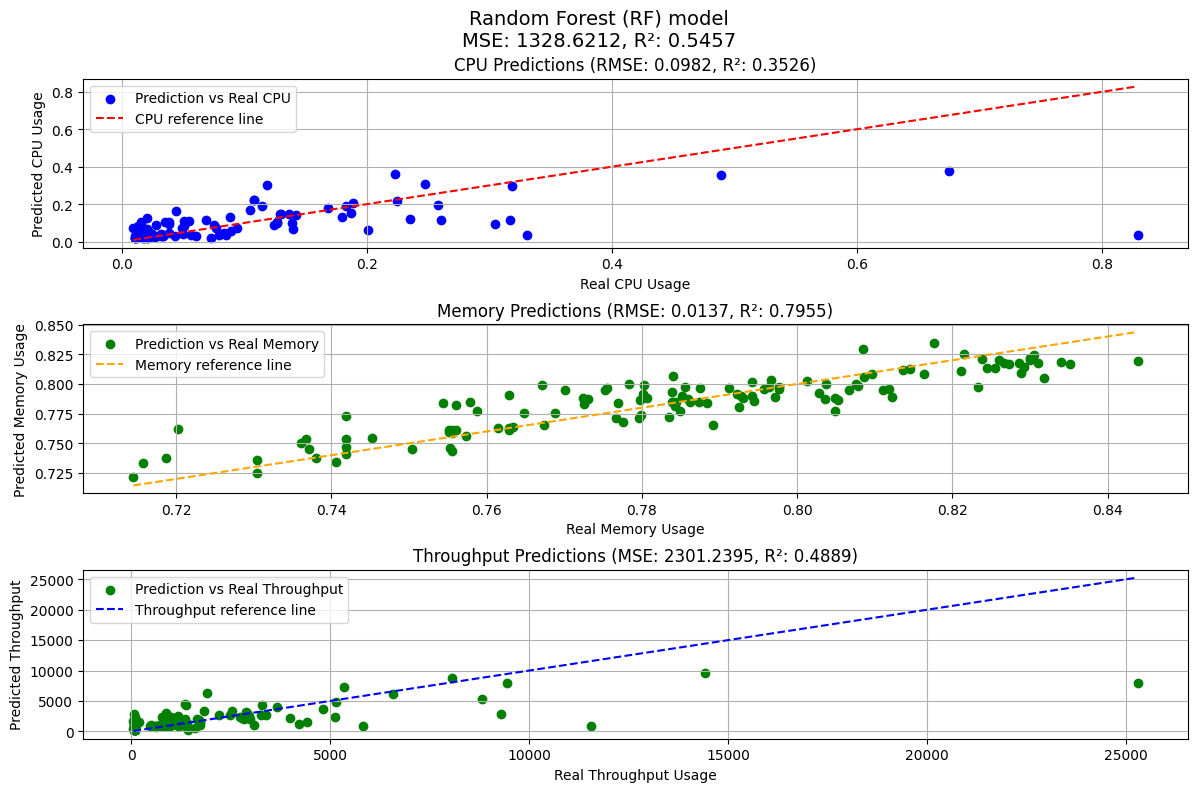 Random Forest (RF) model
MSE: 1328.6212, R²: 0.5457
CPU Predictions (RMSE: 0.0982, R²: 0.3526)
Predicted CPU Usage
0.8
0.6
0.4
0.2
0.0
Prediction vs Real CPU
CPU reference line
0.0 0.2 0.4 0.6 0.8
Real CPU Usage
Memory Predictions (RMSE: 0.0137, R²: 0.7955)
Predicted Memory Usage
0.850
0.825
0.800
0.775
0.750
0.725
Prediction vs Real Memory
Memory reference line
0.72 0.74 0.76 0.78 0.80 0.82 0.84
Real Memory Usage
Throughput Predictions (MSE: 2301.2395, R²: 0.4889)
Predicted Throughput
25000
20000
15000
10000
5000
0
Prediction vs Real Throughput
Throughput reference line
0 5000 10000 15000 20000 25000
Real Throughput Usage